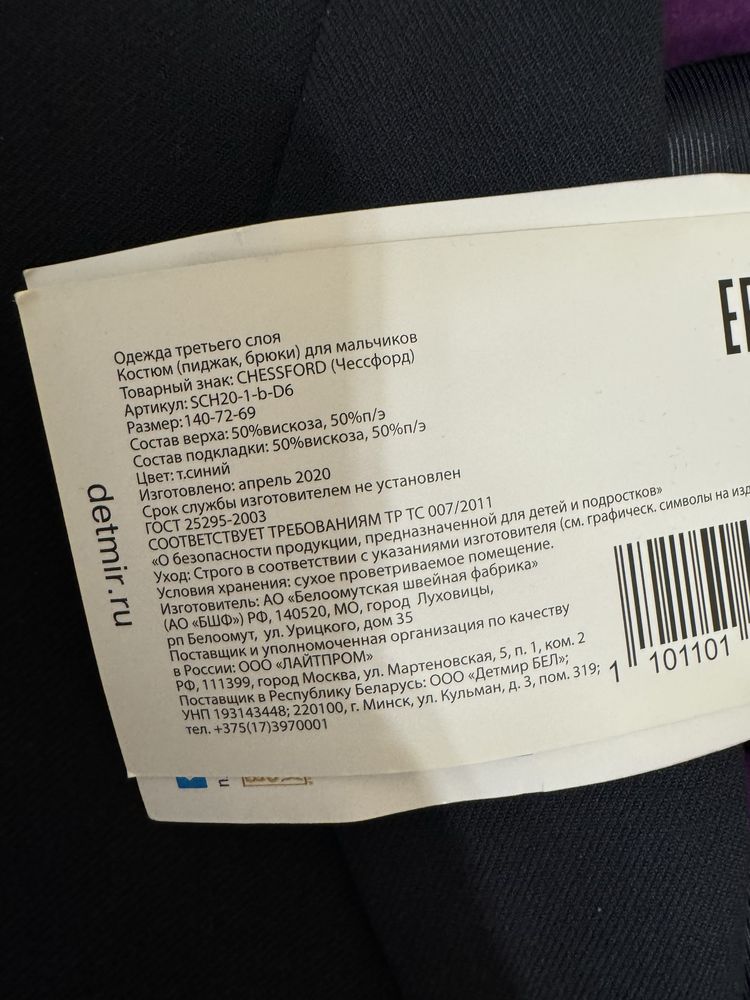 Одежда третьего слоя
Костюм (пиджак, брюки) для мальчиков
Товарный знак: CHESSFORD (Чессфорд)
Артикул: SCH20-1-b-D6
Размер:140-72-69
Состав верха: 50%вискоза, 50%п/э
Состав подкладки: 50%вискоза, 50%п/э
Цвет: т.синий
Изготовлено: апрель 2020
Срок службы изготовителем не установлен
ГОСТ 25295-2003
СООТВЕТСТВУЕТ ТРЕБОВАНИЯМ ТР ТС 007/2011
«О безопасности продукции, предназначенной для детей и подростков»
Уход: Строго в соответствии с указаниями изготовителя (см. графическ. символы на изд
Условия хранения: сухое проветриваемое помещение.
Изготовитель: АО «Белоомутская швейная фабрика»
(АО «БШФ») РФ, 140520, МО, город Луховицы,
рп Белоомут, ул. Урицкого, дом 35
Поставщик и уполномоченная организация по качеству
в России: ООО «ЛАЙТПРОМ»
РФ, 111399, город Москва, ул. Мартеновская, 5, п. 1, ком. 2
Поставщик в Республику Беларусь: ООО «Детмир БЕЛ»;
УНП 193143448; 220100, г. Минск, ул. Кульман, д. 3, пом. 319;
тел. +375(17)3970001
detmir.ru
1 101101